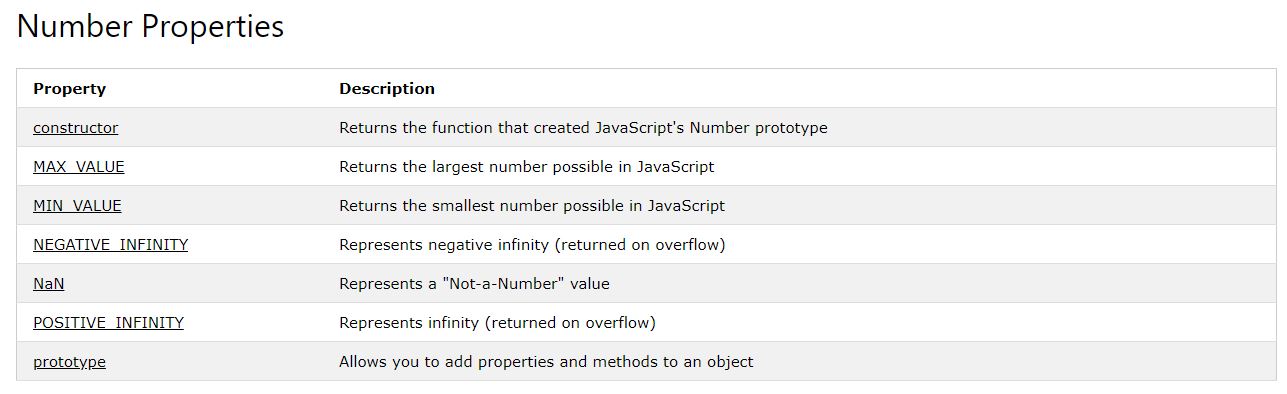 Number Properties
Property Description
constructor Returns the function that created JavaScript's Number prototype
MAX_VALUE Returns the largest number possible in JavaScript
MIN_VALUE Returns the smallest number possible in JavaScript
NEGATIVE_INFINITY Represents negative infinity (returned on overflow)
NaN Represents a "Not-a-Number" value
POSITIVE_INFINITY Represents infinity (returned on overflow)
prototype Allows you to add properties and methods to an object